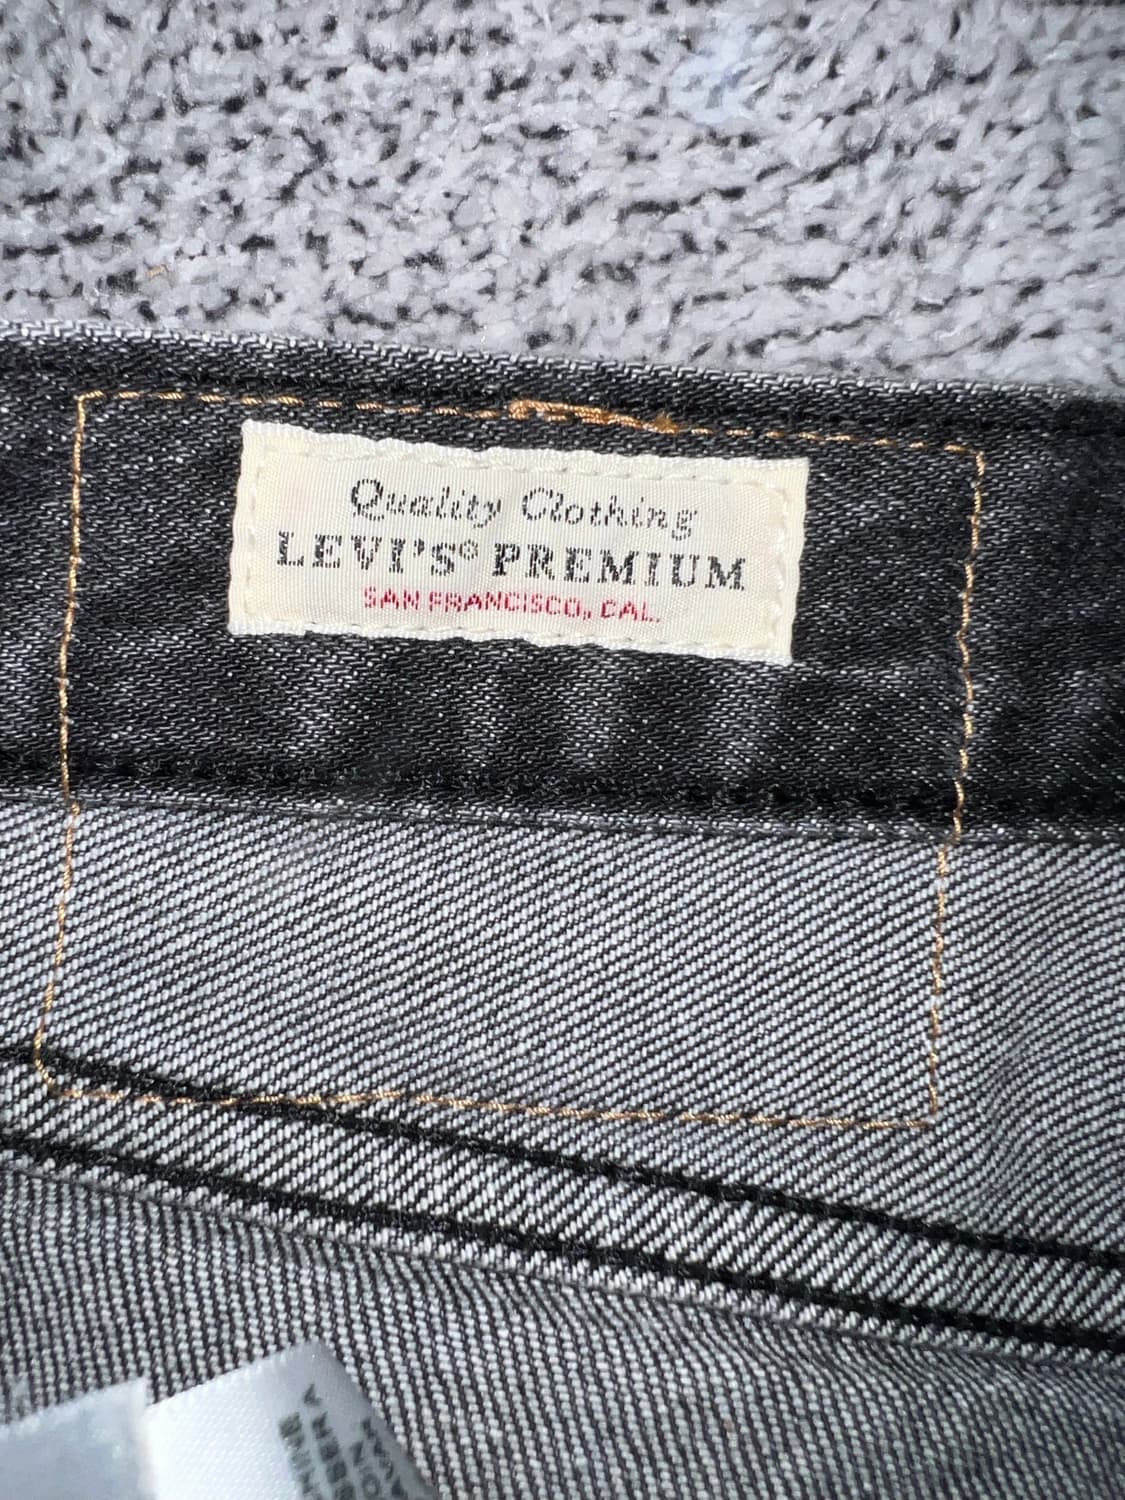 Quality Clothing
LEVI'S® PREMIUM
SAN FRANCISCO, CAL.